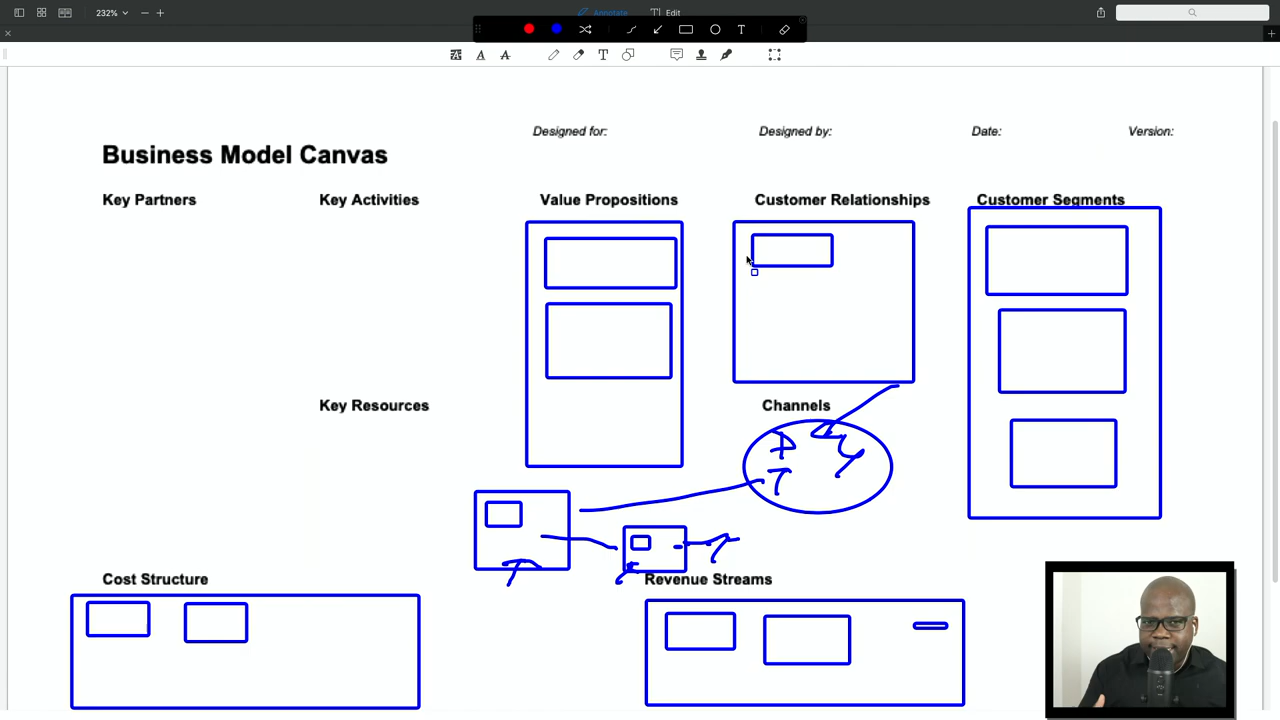 232%
Annotate
Edit
T
T
Designed for:
Designed by:
Date:
Version:
Business Model Canvas
Key Partners
Key Activities
Value Propositions
Customer Relationships
Customer Segments
Key Resources
Channels
Cost Structure
Revenue Streams